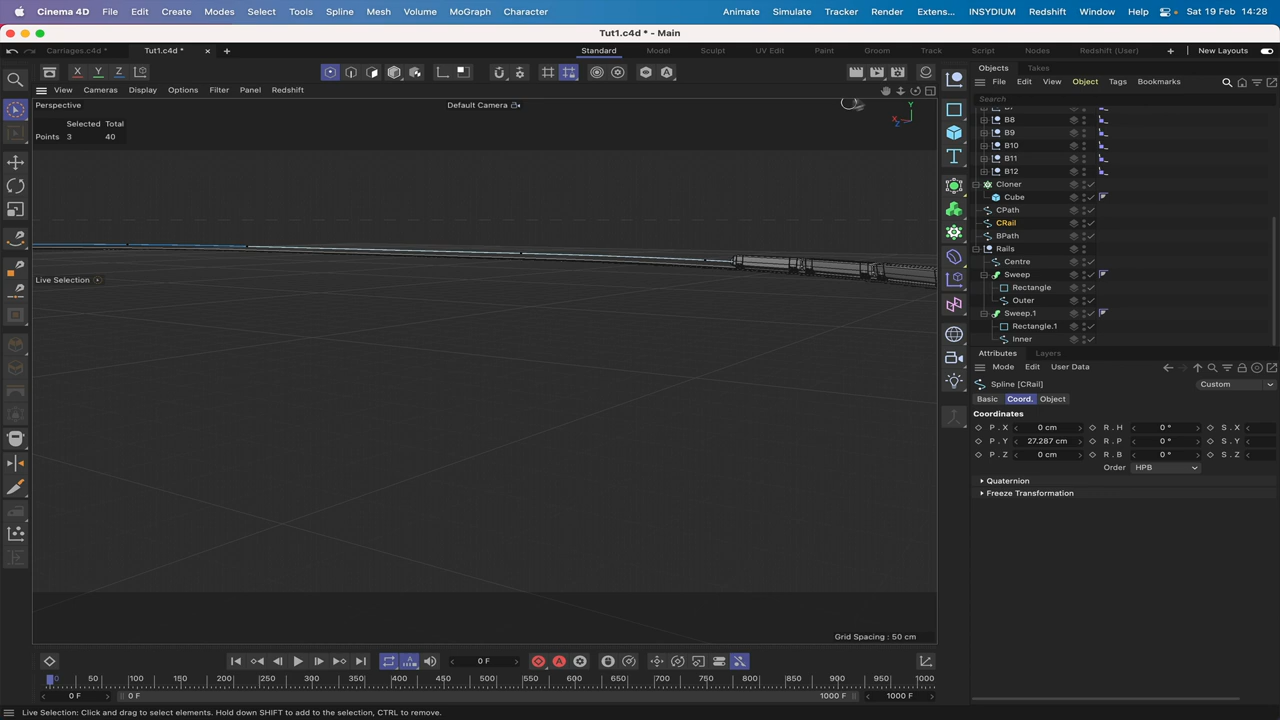 Cinema 4D File Edit Create Modes Select Tools Spline Mesh Volume MoGraph Character Animate Simulate Tracker Render Extens... INSYDIUM Redshift Window Help Sat 19 Feb 14:28
Tut1.c4d * - Main
Carriages.c4d * Tut1.c4d * Standard Model Sculpt UV Edit Paint Groom Track Script Nodes Redshift (User) New Layouts
Objects Takes
File Edit View Object Tags Bookmarks
View Cameras Display Options Filter Panel Redshift
Search
Perspective Default Camera Y
X
Z
Selected Total
Points 3 40
B8
B9
B10
B11
B12
Cloner
Cube
CPath
CRail
BPath
Rails
Centre
Sweep
Rectangle
Outer
Sweep.1
Rectangle.1
Inner
Live Selection
Attributes Layers
Mode Edit User Data
Spline [CRail] Custom
Basic Coord. Object
Coordinates
P . X 0 cm R . H 0 ° S . X
P . Y 27.287 cm R . P 0 ° S . Y
P . Z 0 cm R . B 0 ° S . Z
Order HPB
Quaternion
Freeze Transformation
Grid Spacing : 50 cm
0 F
0 50 100 150 200 250 300 350 400 450 500 550 600 650 700 750 800 850 900 950 1000
0 F 0 F 1000 F 1000 F
Live Selection: Click and drag to select elements. Hold down SHIFT to add to the selection, CTRL to remove.